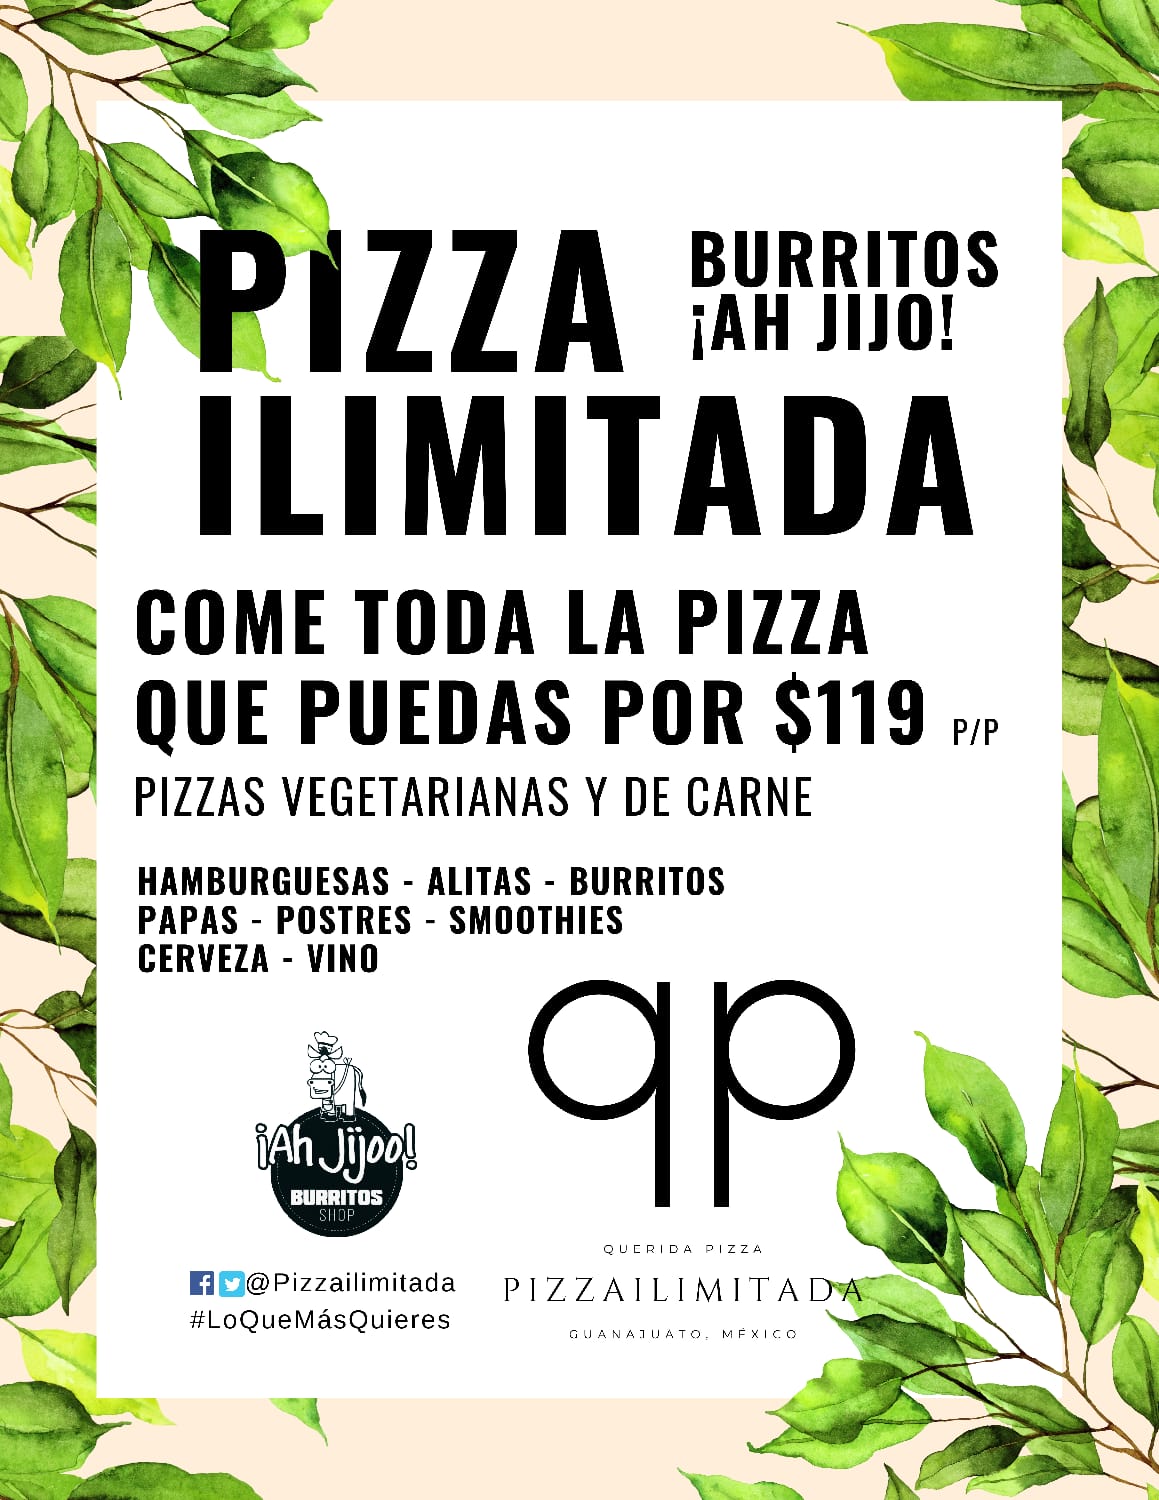 PIZZA
BURRITOS
¡AH JIJO!
ILIMITADA
COME TODA LA PIZZA
QUE PUEDAS POR $119 P/P
PIZZAS VEGETARIANAS Y DE CARNE
HAMBURGUESAS - ALITAS - BURRITOS
PAPAS - POSTRES - SMOOTHIES
CERVEZA - VINO
¡Ah Jijoo!
BURRITOS
SHOP
@Pizzailimitada
#LoQueMásQuieres
qp
QUERIDA PIZZA
PIZZAILIMITADA
GUANAJUATO, MÉXICO